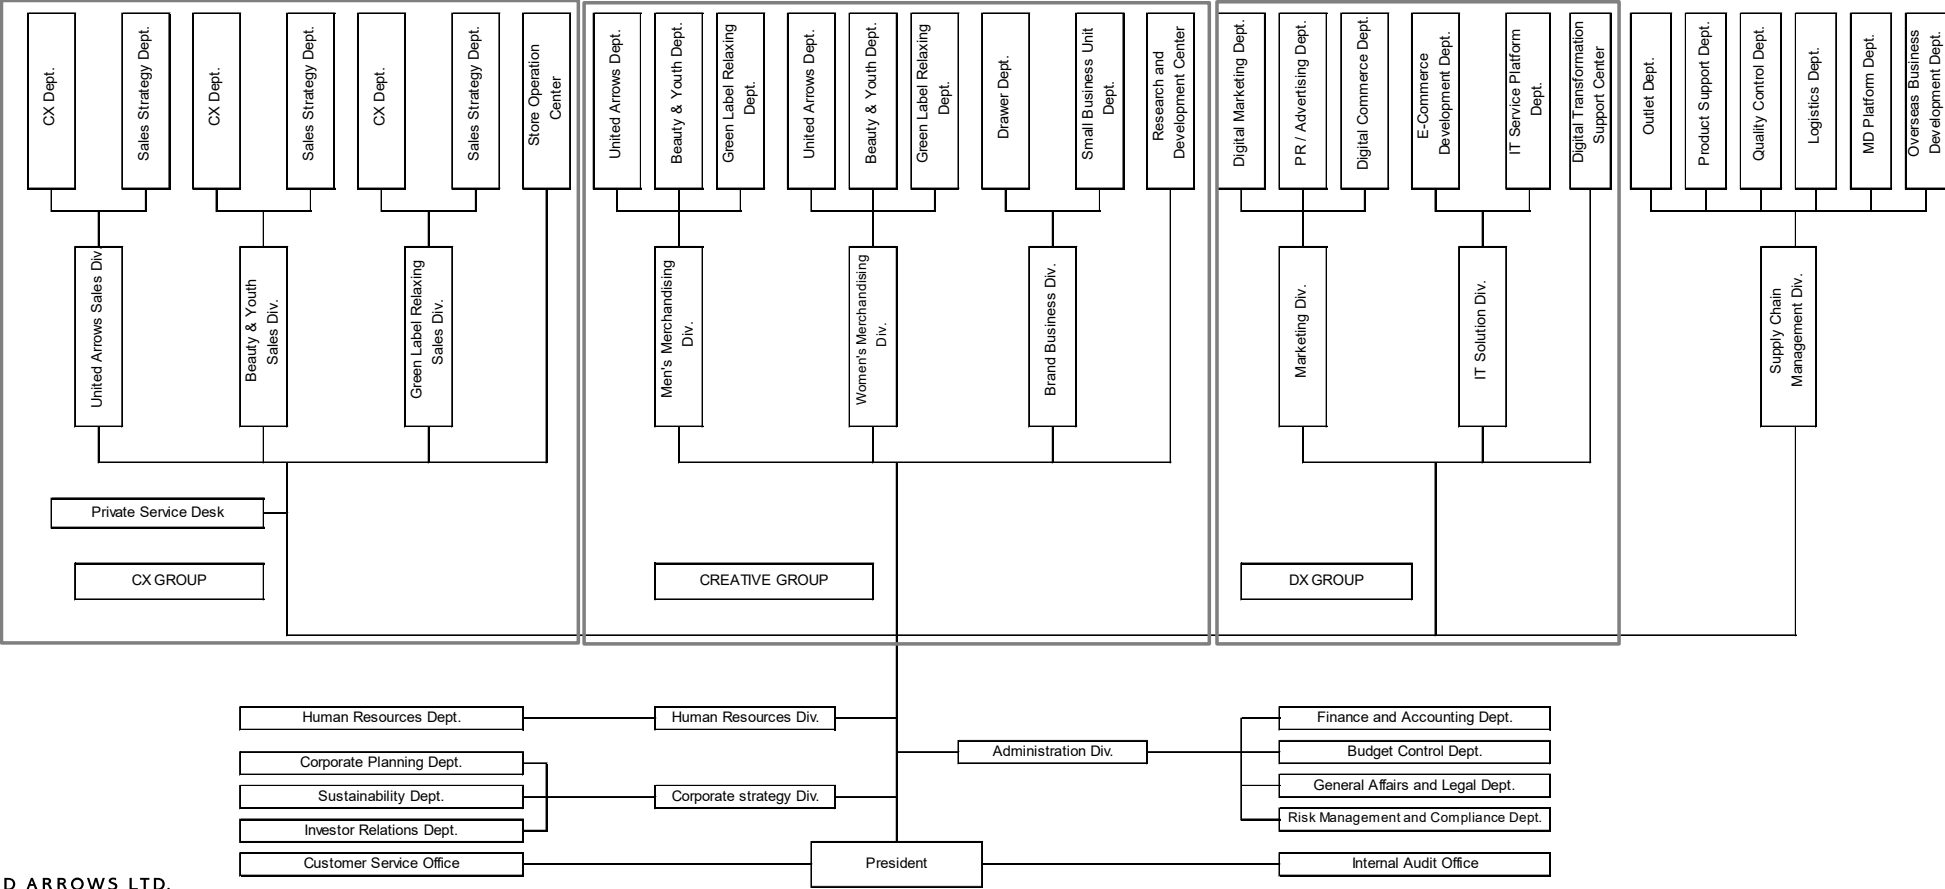 CX Dept.
Sales Strategy Dept.
CX Dept.
Sales Strategy Dept.
CX Dept.
Sales Strategy Dept.
Store Operation
Center
United Arrows Dept.
Beauty & Youth Dept.
Green Label Relaxing
Dept.
United Arrows Dept.
Beauty & Youth Dept.
Green Label Relaxing
Dept.
Drawer Dept.
Small Business Unit
Dept.
Research and
Development Center
Digital Marketing Dept.
PR / Advertising Dept.
Digital Commerce Dept.
E-Commerce
Development Dept.
IT Service Platform
Dept.
Digital Transformation
Support Center
Outlet Dept.
Product Support Dept.
Quality Control Dept.
Logistics Dept.
MD Platform Dept.
Overseas Business
Development Dept.
United Arrows Sales Div
Beauty & Youth
Sales Div.
Green Label Relaxing
Sales Div.
Men's Merchandising
Div.
Women's Merchandising
Div.
Brand Business Div.
Marketing Div.
IT Solution Div.
Supply Chain
Management Div.
Private Service Desk
CX GROUP
CREATIVE GROUP
DX GROUP
Human Resources Dept.
Human Resources Div.
Finance and Accounting Dept.
Administration Div.
Budget Control Dept.
Corporate Planning Dept.
General Affairs and Legal Dept.
Sustainability Dept.
Corporate strategy Div.
Risk Management and Compliance Dept.
Investor Relations Dept.
Customer Service Office
President
Internal Audit Office
D ARROWS LTD.